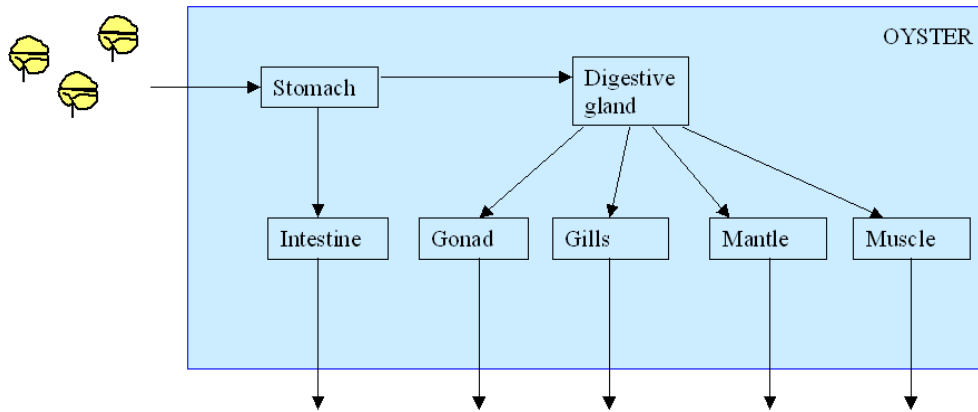 OYSTER
Stomach
Digestive
gland
Intestine
Gonad
Gills
Mantle
Muscle